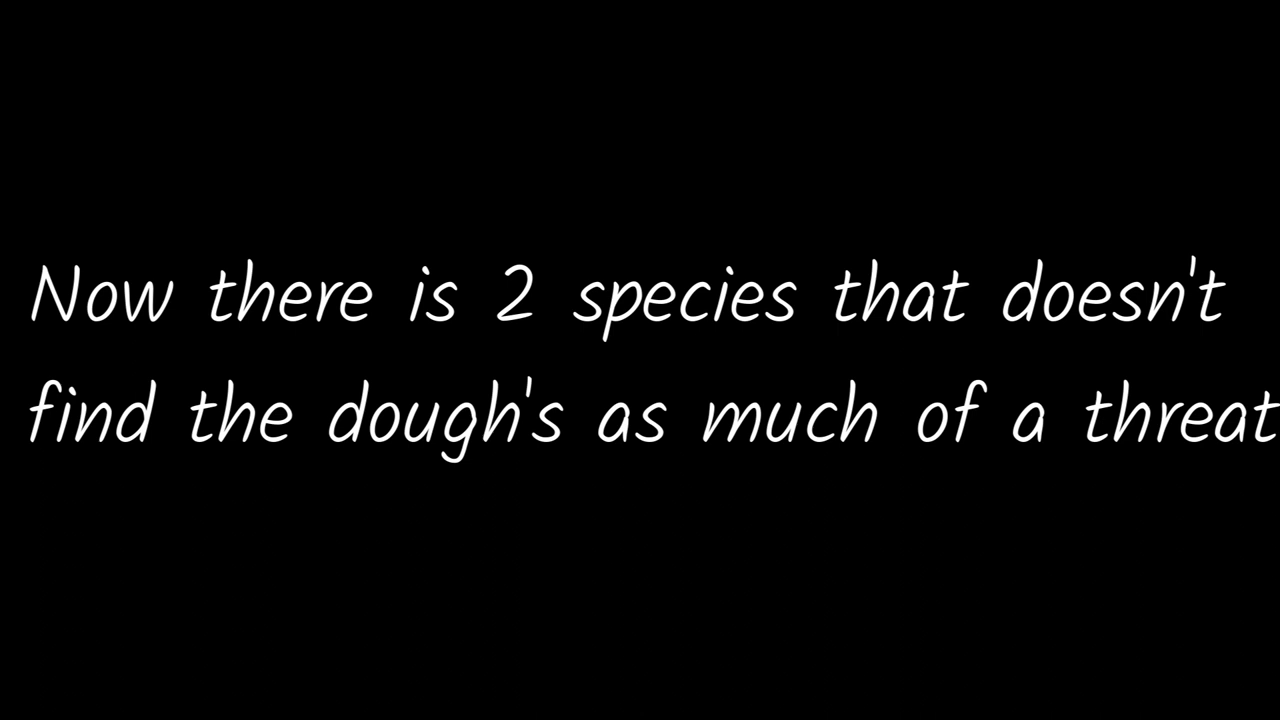 Now there is 2 species that doesn't
find the dough's as much of a threat